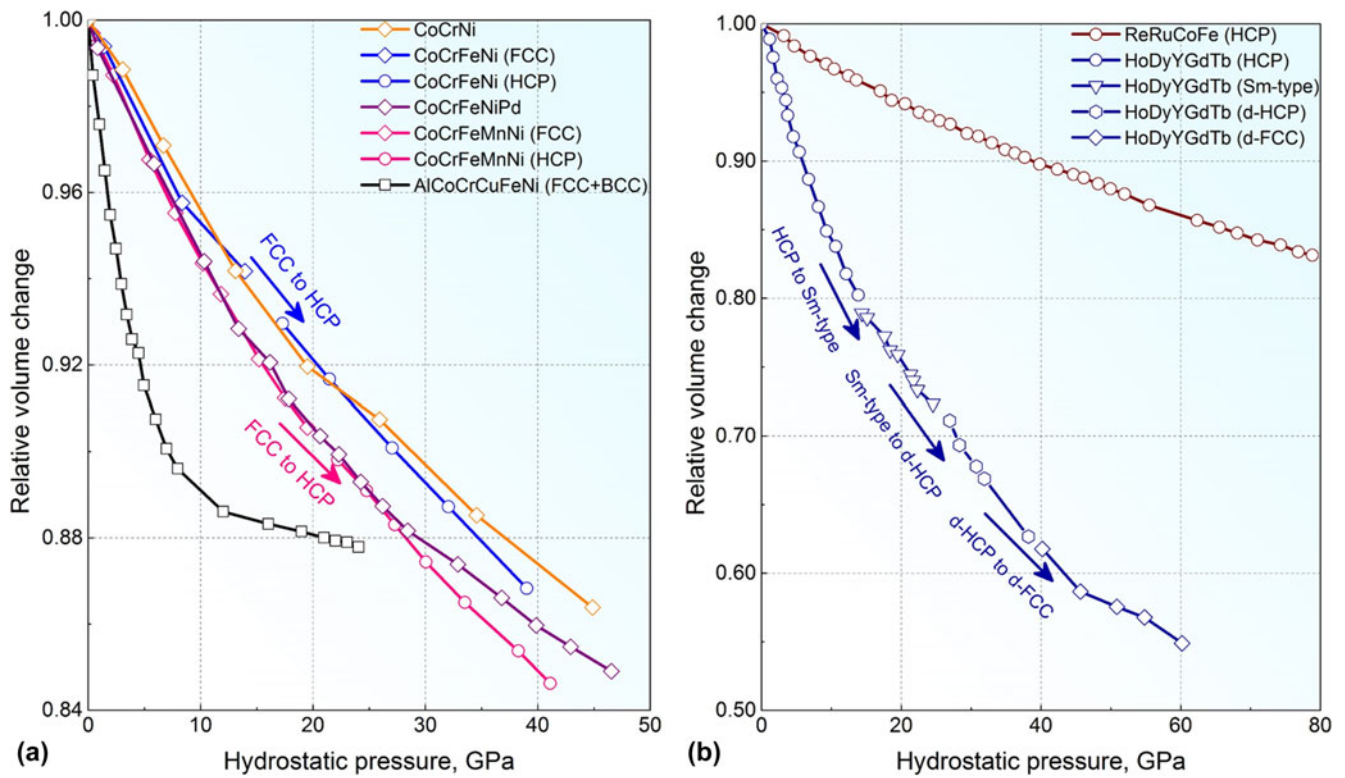 1.00
0.96
0.92
0.88
0.84
Relative volume change
CoCrNi
CoCrFeNi (FCC)
CoCrFeNi (HCP)
CoCrFeNiPd
CoCrFeMnNi (FCC)
CoCrFeMnNi (HCP)
AlCoCrCuFeNi (FCC+BCC)
FCC to HCP
FCC to HCP
0 10 20 30 40 50
(a)
Hydrostatic pressure, GPa
1.00
0.90
0.80
0.70
0.60
0.50
Relative volume change
ReRuCoFe (HCP)
HoDyYGdTb (HCP)
HoDyYGdTb (Sm-type)
HoDyYGdTb (d-HCP)
HoDyYGdTb (d-FCC)
HCP to Sm-type
Sm-type to d-HCP
d-HCP to d-FCC
0 20 40 60 80
(b)
Hydrostatic pressure, GPa